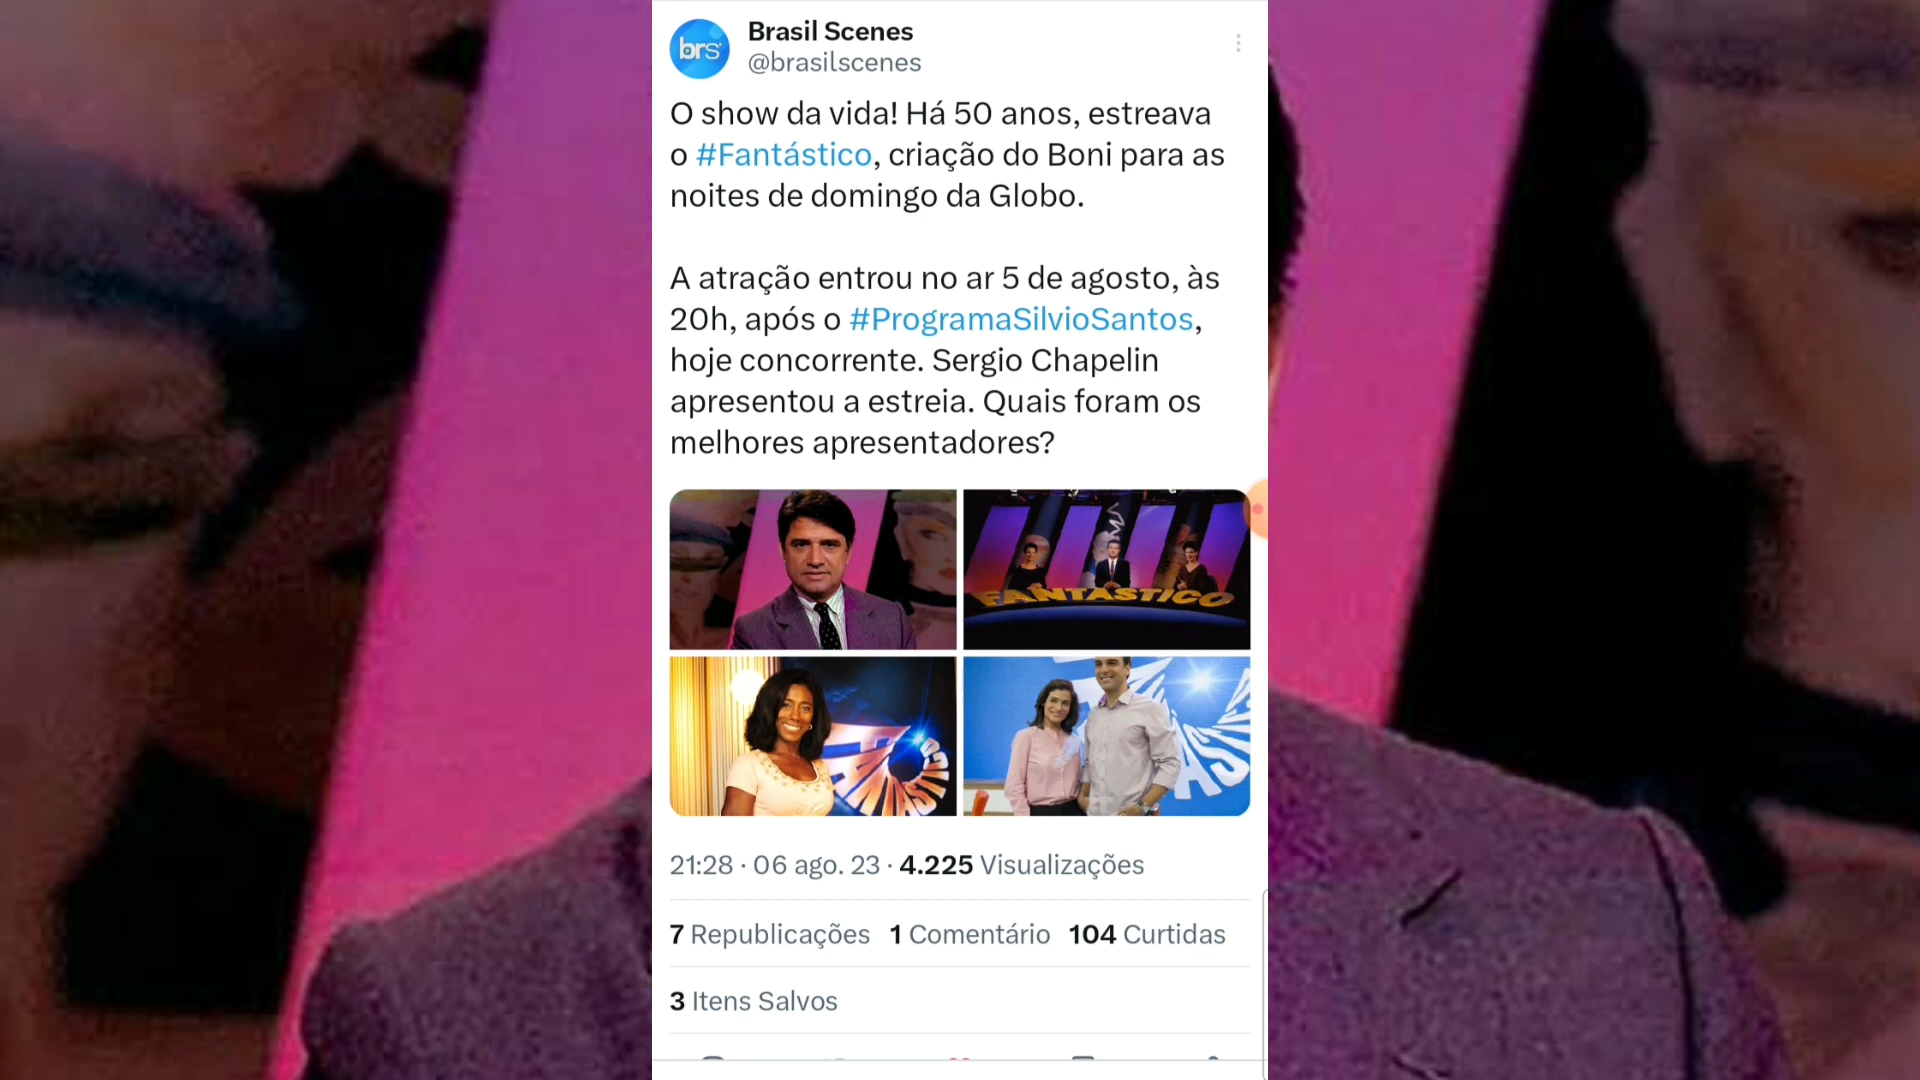 brs
Brasil Scenes
@brasilscenes
O show da vida! Há 50 anos, estreava
o #Fantástico, criação do Boni para as
noites de domingo da Globo.
A atração entrou no ar 5 de agosto, às
20h, após o #ProgramaSilvioSantos,
hoje concorrente. Sergio Chapelin
apresentou a estreia. Quais foram os
melhores apresentadores?
FANTASTICO
FANTÁSTICO
21:28 · 06 ago. 23 · 4.225 Visualizações
7 Republicações 1 Comentário 104 Curtidas
3 Itens Salvos